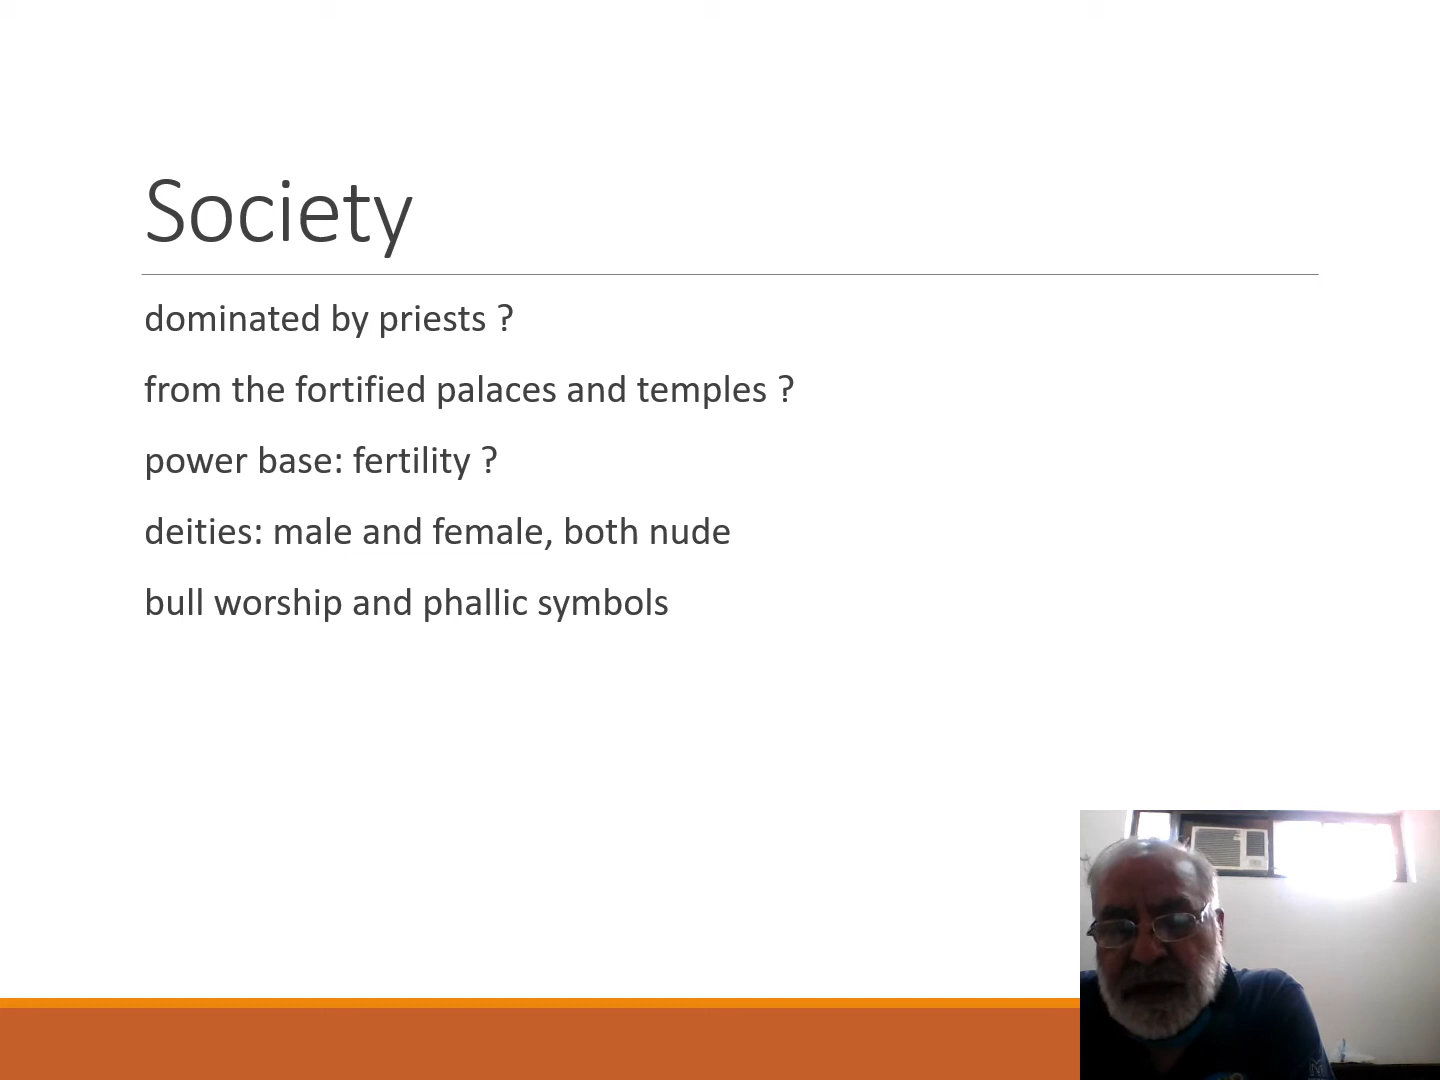 Society
dominated by priests ?
from the fortified palaces and temples ?
power base: fertility ?
deities: male and female, both nude
bull worship and phallic symbols